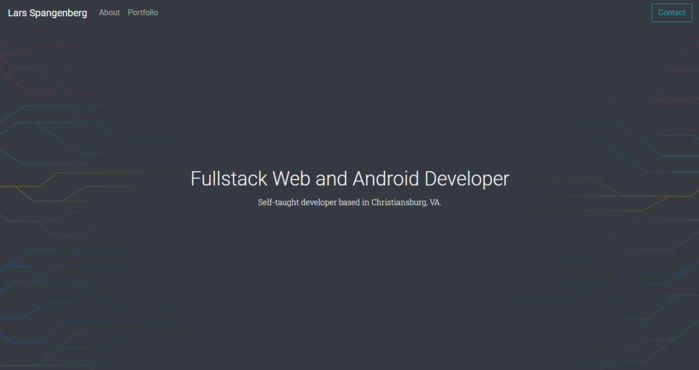 Lars Spangenberg About Portfolio Contact
Fullstack Web and Android Developer
Self-taught developer based in Christiansburg, VA.